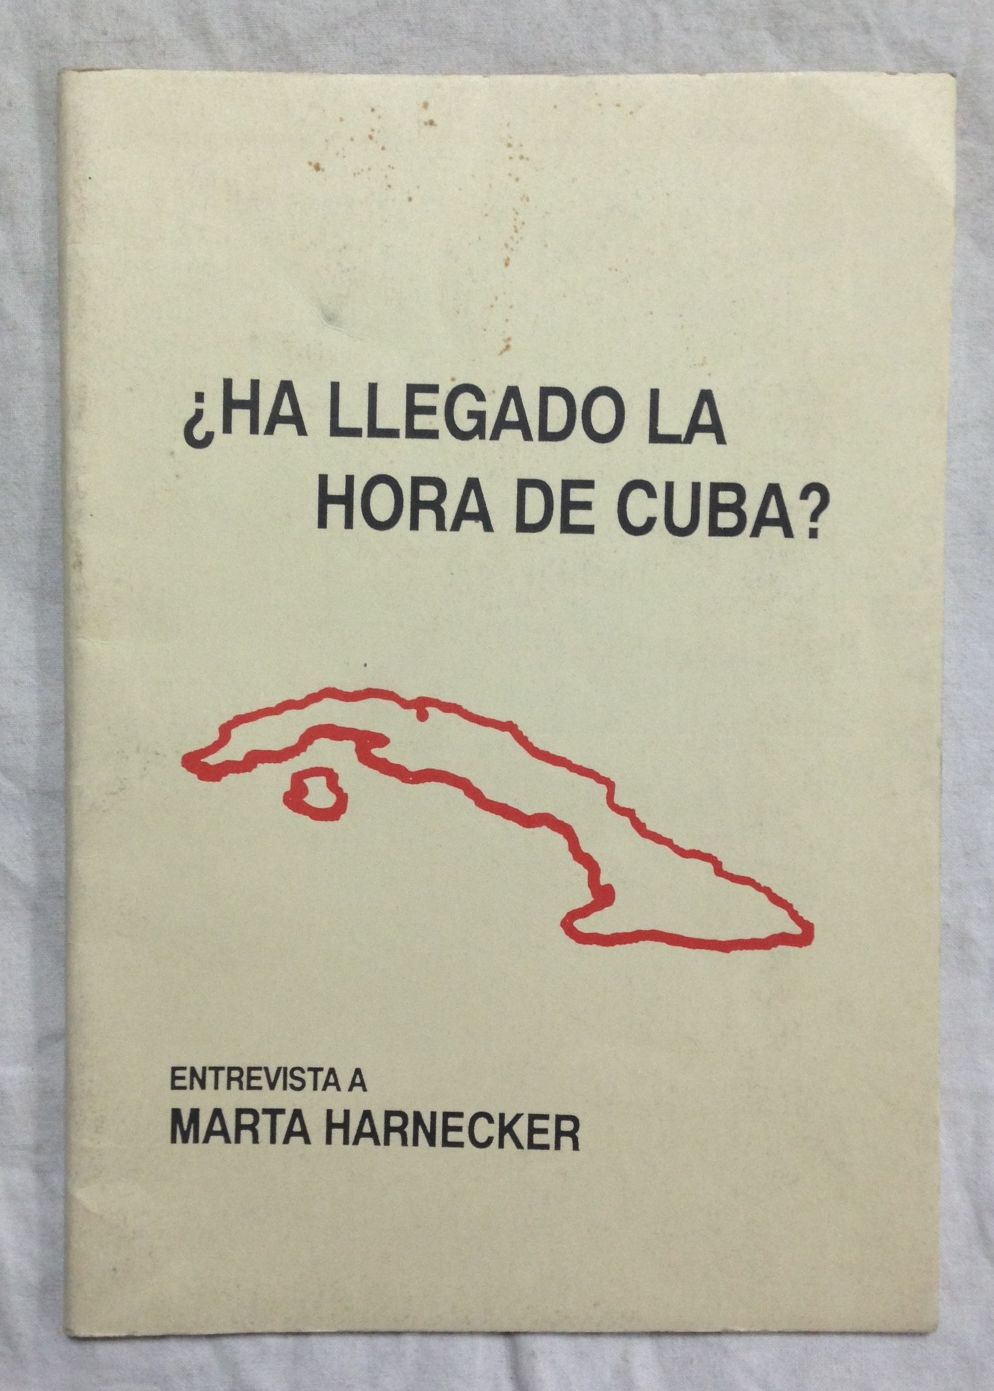 ¿HA LLEGADO LA
HORA DE CUBA?
ENTREVISTA A
MARTA HARNECKER